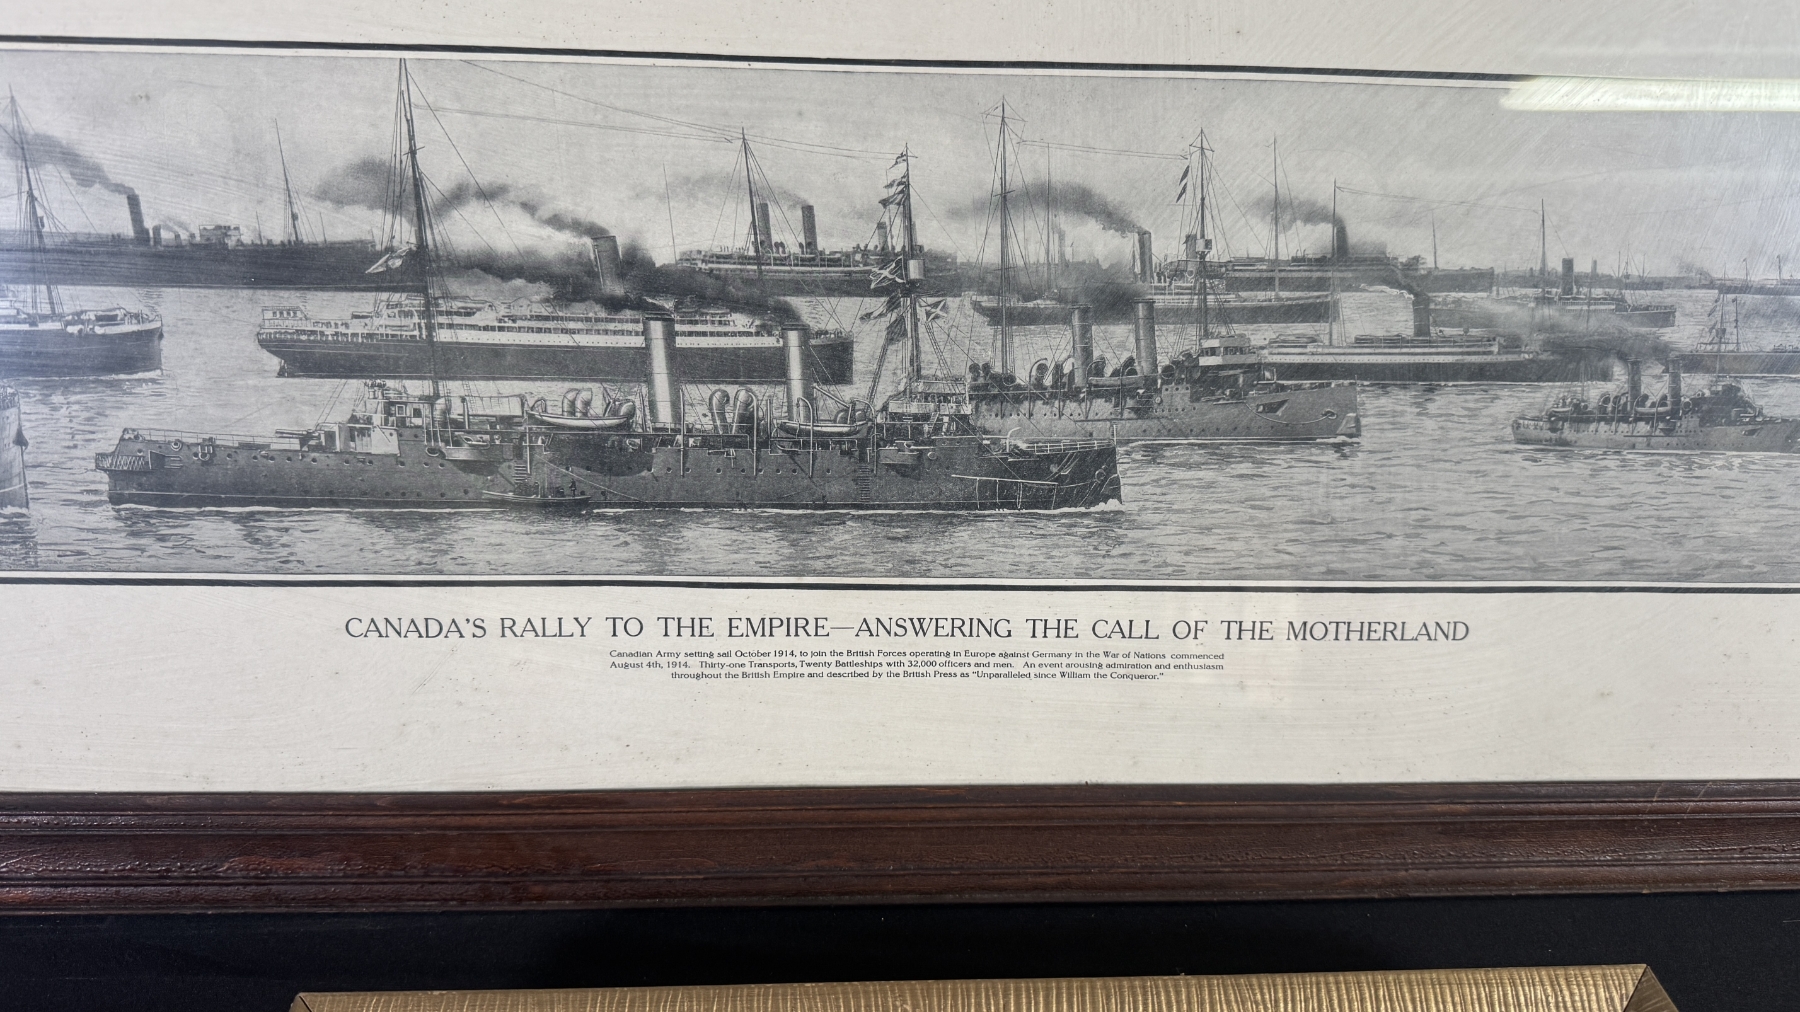 CANADA'S RALLY TO THE EMPIRE—ANSWERING THE CALL OF THE MOTHERLAND
Canadian Army setting sail October 1914, to join the British Forces operating in Europe against Germany in the War of Nations commenced
August 4th, 1914. Thirty-one Transports, Twenty Battleships with 32,000 officers and men. An event arousing admiration and enthusiasm
throughout the British Empire and described by the British Press as "Unparalleled since William the Conqueror."